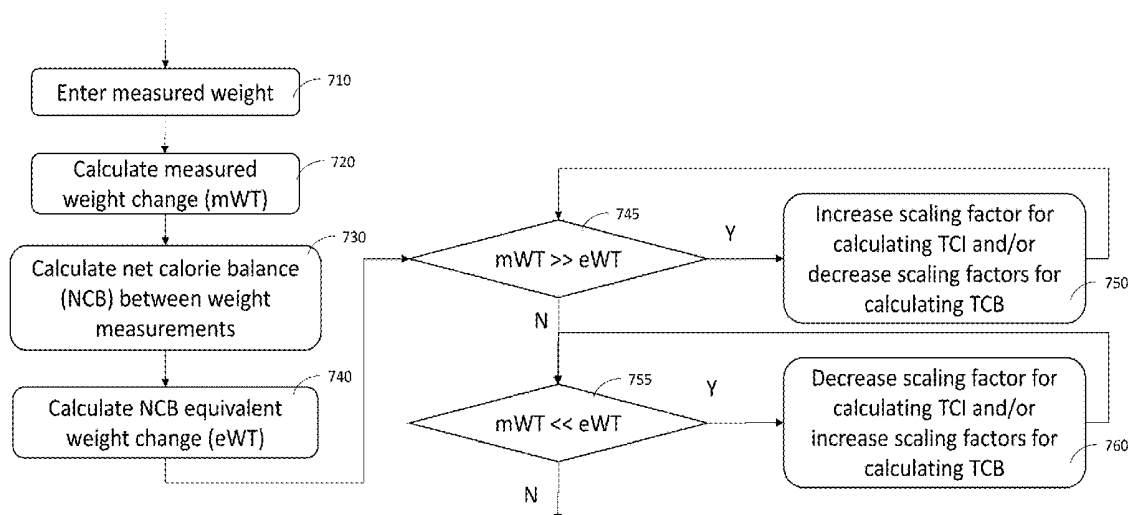 710
Enter measured weight
720
Calculate measured
weight change (mWT)
730
Calculate net calorie balance
(NCB) between weight
measurements
740
Calculate NCB equivalent
weight change (eWT)
745
mWT >> eWT
Y
N
Increase scaling factor for
calculating TCI and/or
decrease scaling factors for
calculating TCB
750
755
mWT << eWT
Y
N
Decrease scaling factor for
calculating TCI and/or
increase scaling factors for
calculating TCB
760